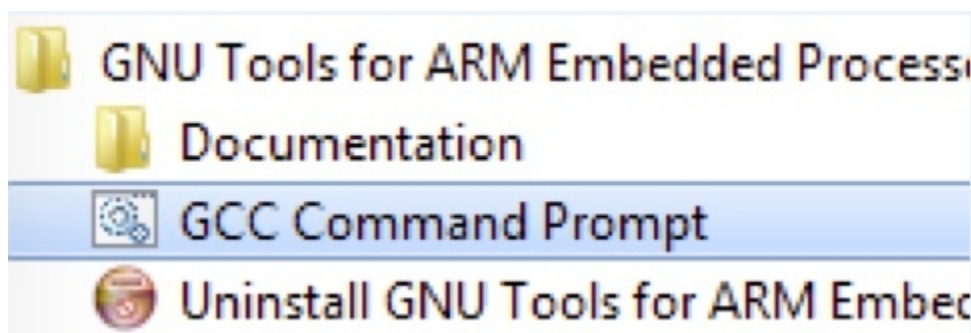 GNU Tools for ARM Embedded
Documentation
GCC Command Prompt
Uninstall GNU Tools for ARM